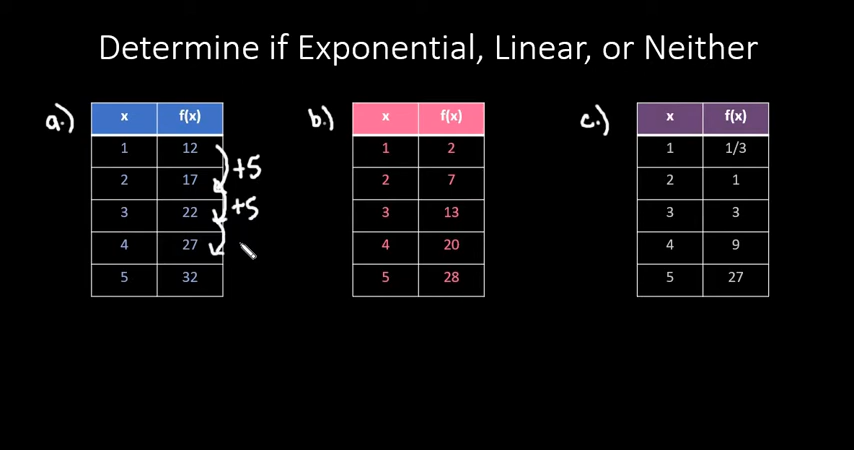 Determine if Exponential, Linear, or Neither
a.)
x f(x)
1 12
2 17
3 22
4 27
5 32
+5
+5
b.)
x f(x)
1 2
2 7
3 13
4 20
5 28
c.)
x f(x)
1 1/3
2 1
3 3
4 9
5 27